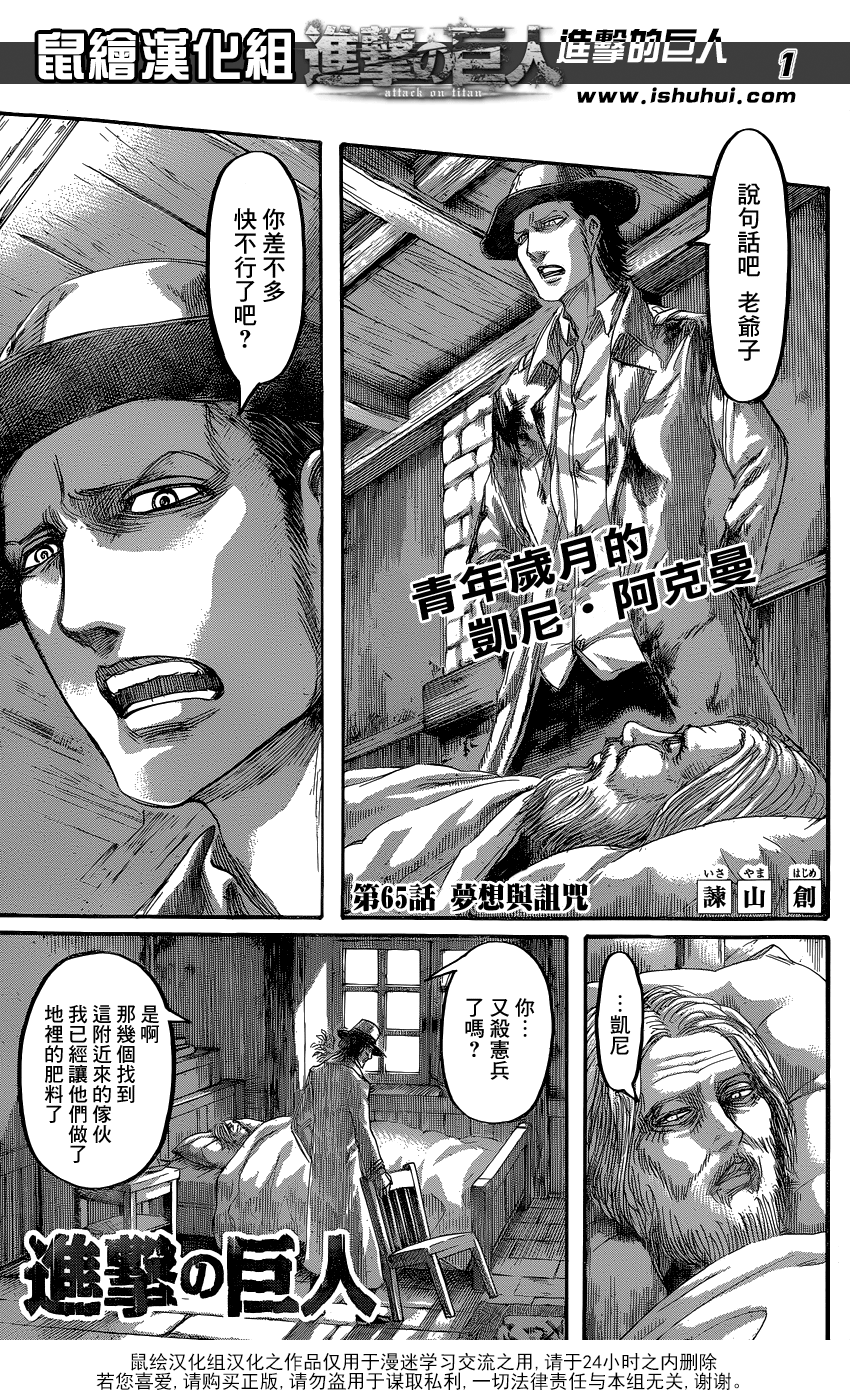 鼠繪漢化組
進撃の巨人
attack on titan
進擊的巨人
www.ishuhui.com
1
說句話吧 老爺子
青年歲月的
凱尼・阿克曼
第65話 夢想與詛咒
いさ やま はじめ
諫山創
你差不多
快不行了吧？
…凱尼
你…
又殺憲兵
了嗎？
是啊
那幾個找到
這附近來的傢伙
我已經讓他們做了
地裡的肥料了
進撃の巨人
鼠绘汉化组汉化之作品仅用于漫迷学习交流之用，请于24小时之内删除
若您喜爱，请购买正版，请勿盗用于谋取私利，一切法律责任与本组无关，谢谢。